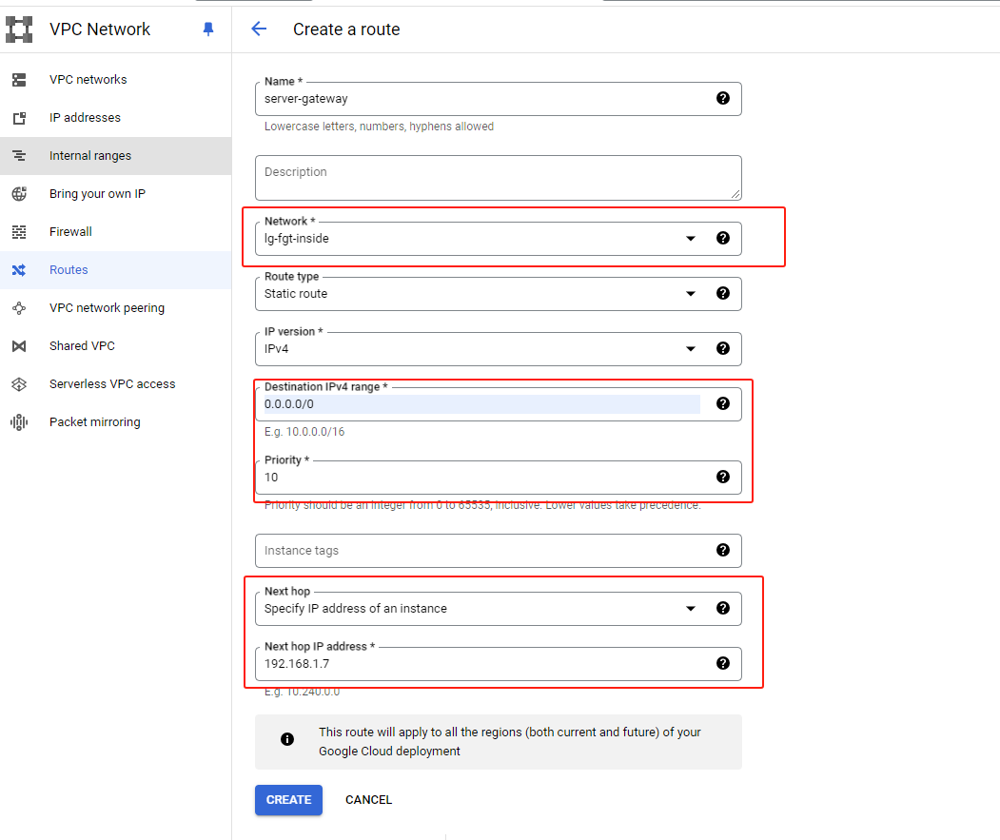 VPC Network
Create a route
VPC networks
IP addresses
Internal ranges
Bring your own IP
Firewall
Routes
VPC network peering
Shared VPC
Serverless VPC access
Packet mirroring
Name *
server-gateway
Lowercase letters, numbers, hyphens allowed
Description
Network *
lg-fgt-inside
Route type
Static route
IP version *
IPv4
Destination IPv4 range *
0.0.0.0/0
E.g. 10.0.0.0/16
Priority *
10
Priority should be an integer from 0 to 65535, inclusive. Lower values take precedence.
Instance tags
Next hop
Specify IP address of an instance
Next hop IP address *
192.168.1.7
E.g. 10.240.0.0
This route will apply to all the regions (both current and future) of your
Google Cloud deployment
CREATE
CANCEL